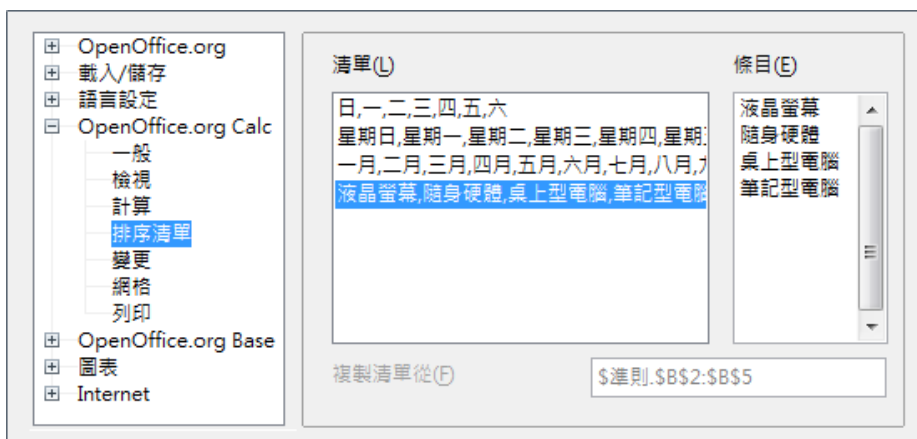 OpenOffice.org
載入/儲存
語言設定
OpenOffice.org Calc
一般
檢視
計算
排序清單
變更
網格
列印
OpenOffice.org Base
圖表
Internet
清單(L)
日,一,二,三,四,五,六
星期日,星期一,星期二,星期三,星期四,星期
一月,二月,三月,四月,五月,六月,七月,八月,
液晶螢幕,隨身硬體,桌上型電腦,筆記型電腦
條目(E)
液晶螢幕
隨身硬體
桌上型電腦
筆記型電腦
複製清單從(F)
$準則.$B$2:$B$5